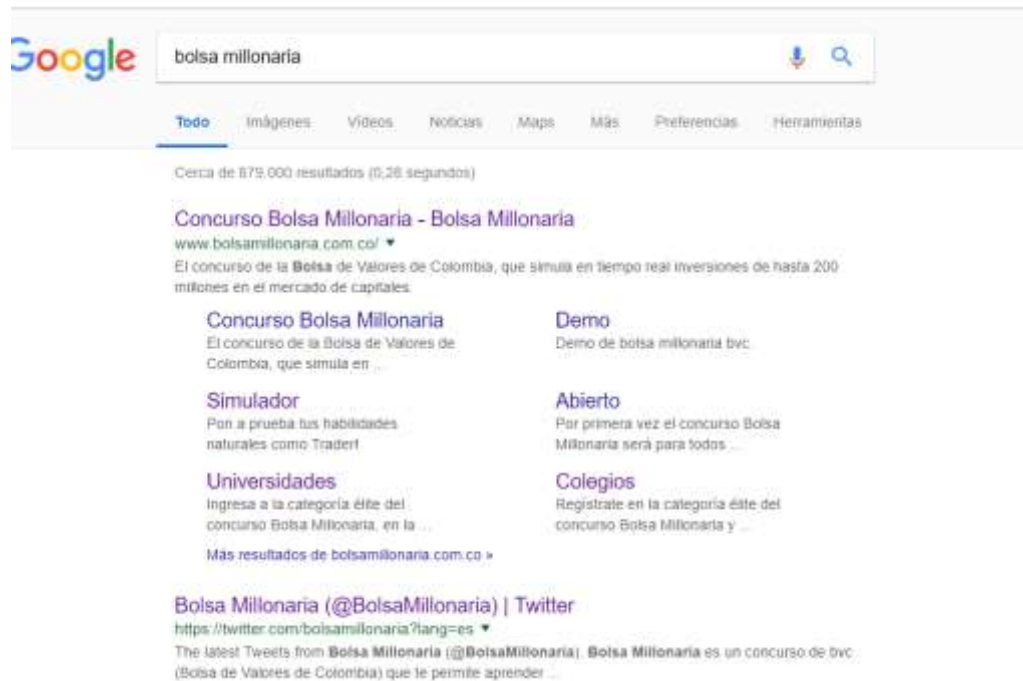 Google
bolsa millonaria
Todo Imágenes Vídeos Noticias Maps Más Preferencias Herramientas
Cerca de 879.000 resultados (0,28 segundos)
Concurso Bolsa Millonaria - Bolsa Millonaria
www.bolsamillonaria.com.co/
El concurso de la Bolsa de Valores de Colombia, que simula en tiempo real inversiones de hasta 200
millones en el mercado de capitales.
Concurso Bolsa Millonaria
El concurso de la Bolsa de Valores de
Colombia, que simula en ...
Demo
Demo de bolsa millonaria bvc.
Simulador
Pon a prueba tus habilidades
naturales como Trader!
Abierto
Por primera vez el concurso Bolsa
Millonaria será para todos ...
Universidades
Ingresa a la categoría élite del
concurso Bolsa Millonaria, en la ...
Colegios
Regístrate en la categoría élite del
concurso Bolsa Millonaria y ...
Más resultados de bolsamillonaria.com.co »
Bolsa Millonaria (@BolsaMillonaria) | Twitter
https://twitter.com/bolsamillonaria?lang=es
The latest Tweets from Bolsa Millonaria (@BolsaMillonaria). Bolsa Millonaria es un concurso de bvc
(Bolsa de Valores de Colombia) que te permite aprender ...